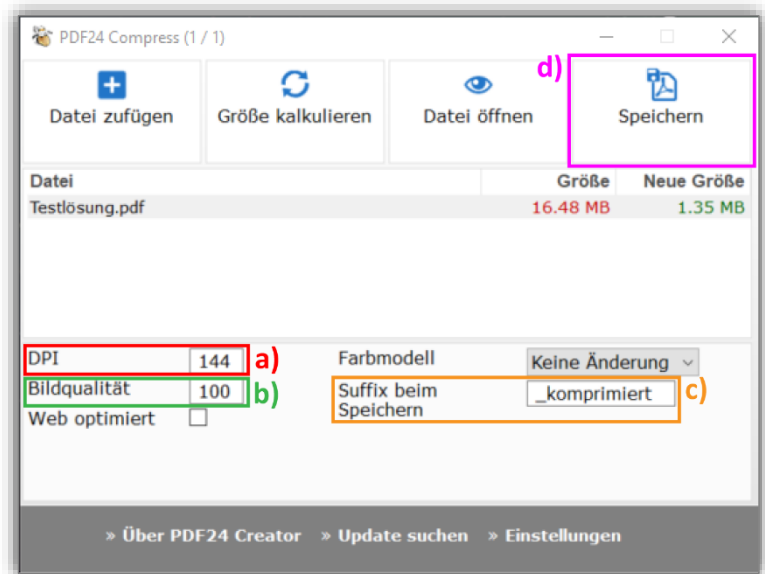 PDF24 Compress (1 / 1)
d)
Datei zufügen Größe kalkulieren Datei öffnen Speichern
Datei Größe Neue Größe
Testlösung.pdf 16.48 MB 1.35 MB
DPI 144 a) Farbmodell Keine Änderung
Bildqualität 100 b) Suffix beim Speichern _komprimiert c)
Web optimiert
» Über PDF24 Creator » Update suchen » Einstellungen